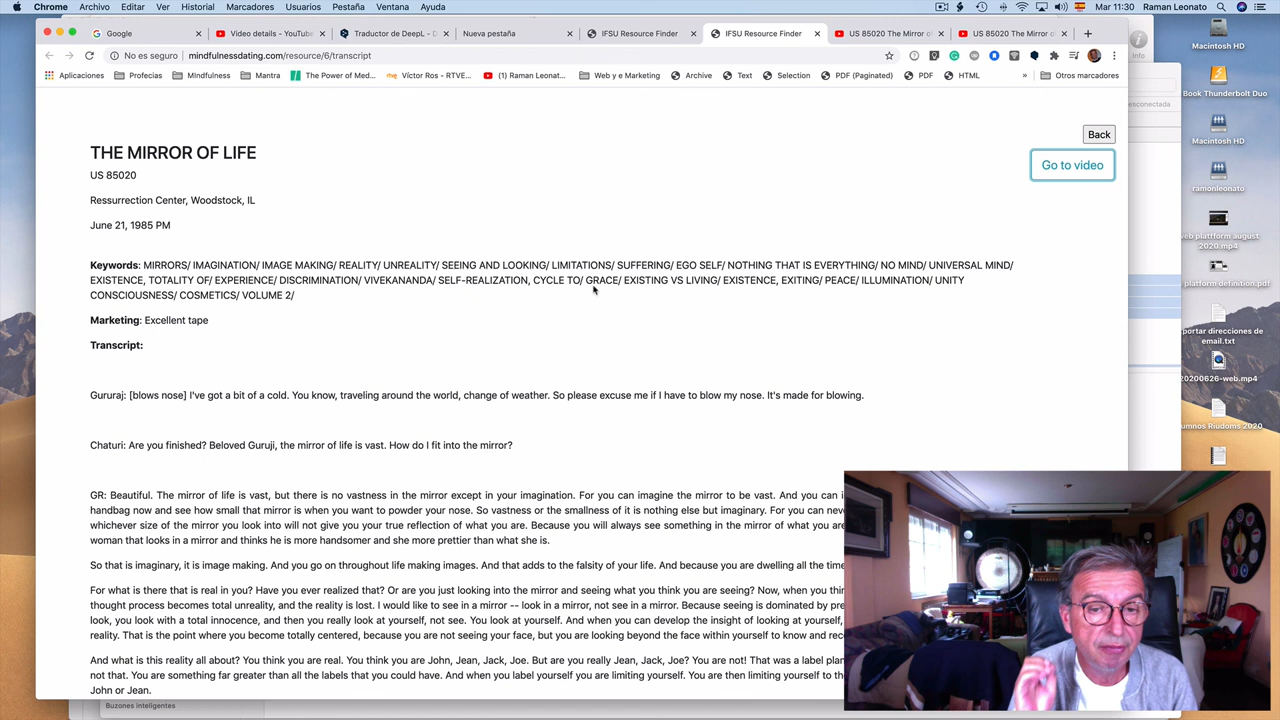 Chrome Archivo Editar Ver Historial Marcadores Usuarios Pestaña Ventana Ayuda Mar 11:30 Raman Leonato
Google Video details - YouTub Traductor de DeepL - D Nueva pestaña IFSU Resource Finder IFSU Resource Finder US 85020 The Mirror of US 85020 The Mirror o
No es seguro mindfulnessdating.com/resource/6/transcript
Aplicaciones Profecias MIndfulness Mantra The Power of Med... Víctor Ros - RTVE... (1) Raman Leonat... Web y e Marketing Archive Text Selection PDF (Paginated) PDF HTML » Otros marcadores
Back
Go to video
THE MIRROR OF LIFE
US 85020
Ressurrection Center, Woodstock, IL
June 21, 1985 PM
Keywords: MIRRORS/ IMAGINATION/ IMAGE MAKING/ REALITY/ UNREALITY/ SEEING AND LOOKING/ LIMITATIONS/ SUFFERING/ EGO SELF/ NOTHING THAT IS EVERYTHING/ NO MIND/ UNIVERSAL MIND/
EXISTENCE, TOTALITY OF/ EXPERIENCE/ DISCRIMINATION/ VIVEKANANDA/ SELF-REALIZATION, CYCLE TO/ GRACE/ EXISTING VS LIVING/ EXISTENCE, EXITING/ PEACE/ ILLUMINATION/ UNITY
CONSCIOUSNESS/ COSMETICS/ VOLUME 2/
Marketing: Excellent tape
Transcript:
Gururaj: [blows nose] I've got a bit of a cold. You know, traveling around the world, change of weather. So please excuse me if I have to blow my nose. It's made for blowing.
Chaturi: Are you finished? Beloved Guruji, the mirror of life is vast. How do I fit into the mirror?
GR: Beautiful. The mirror of life is vast, but there is no vastness in the mirror except in your imagination. For you can imagine the mirror to be vast. And you can i
handbag now and see how small that mirror is when you want to powder your nose. So vastness or the smallness of it is nothing else but imaginary. For you can neve
whichever size of the mirror you look into will not give you your true reflection of what you are. Because you will always see something in the mirror of what you are
woman that looks in a mirror and thinks he is more handsomer and she more prettier than what she is.
So that is imaginary, it is image making. And you go on throughout life making images. And that adds to the falsity of your life. And because you are dwelling all the time
For what is there that is real in you? Have you ever realized that? Or are you just looking into the mirror and seeing what you think you are seeing? Now, when you thin
thought process becomes total unreality, and the reality is lost. I would like to see in a mirror -- look in a mirror, not see in a mirror. Because seeing is dominated by pre
look, you look with a total innocence, and then you really look at yourself, not see. You look at yourself. And when you can develop the insight of looking at yourself,
reality. That is the point where you become totally centered, because you are not seeing your face, but you are looking beyond the face within yourself to know and reco
And what is this reality all about? You think you are real. You think you are John, Jean, Jack, Joe. But are you really Jean, Jack, Joe? You are not! That was a label plan
not that. You are something far greater than all the labels that you could have. And when you label yourself you are limiting yourself. You are then limiting yourself to the
John or Jean.
Buzones inteligentes
Info
esconectada
Macintosh HD
Book Thunderbolt Duo
Macintosh HD
ramonleonato
web platfform august
2020.mp4
platform definition.pdf
portar direcciones de
email.txt
20200626-web.mp4
umnos Riudoms 2020